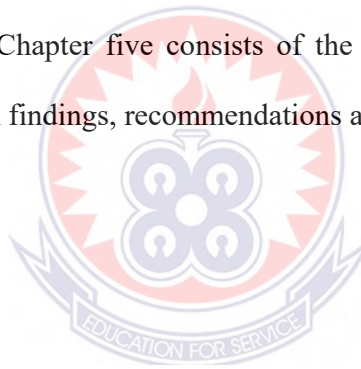 Chapter five consists of the
findings, recommendations a
EDUCATION FOR SERVICE